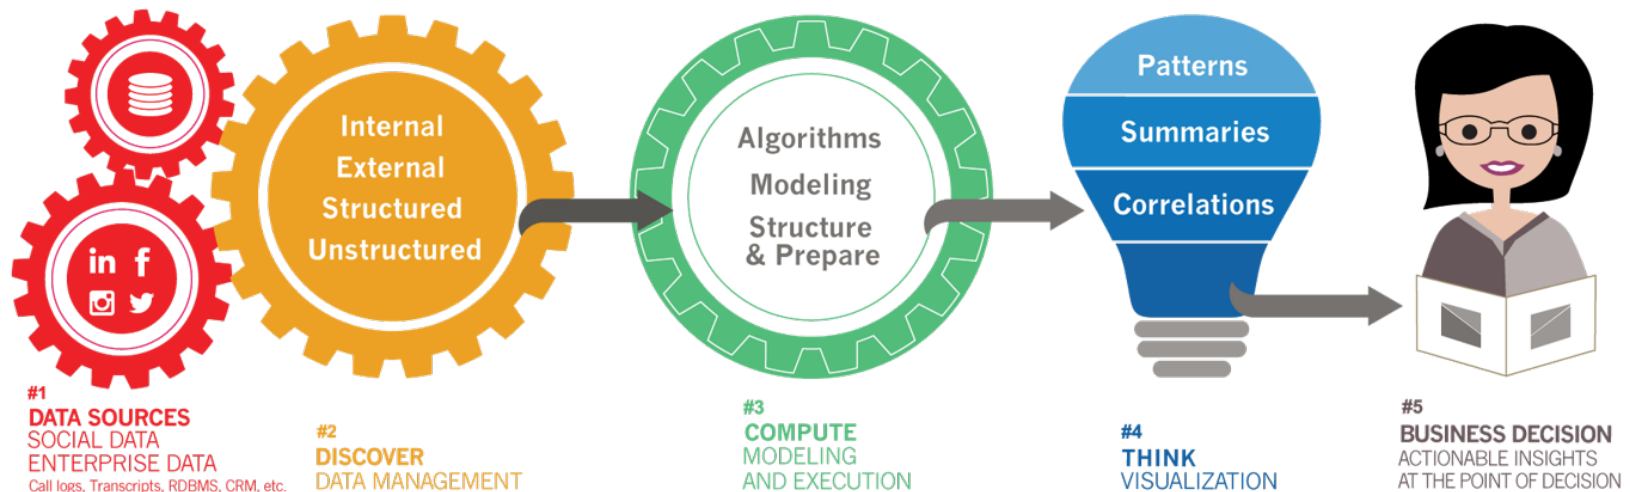 in f
#1
DATA SOURCES
SOCIAL DATA
ENTERPRISE DATA
Call logs, Transcripts, RDBMS, CRM, etc.
Internal
External
Structured
Unstructured
#2
DISCOVER
DATA MANAGEMENT
Algorithms
Modeling
Structure
& Prepare
#3
COMPUTE
MODELING
AND EXECUTION
Patterns
Summaries
Correlations
#4
THINK
VISUALIZATION
#5
BUSINESS DECISION
ACTIONABLE INSIGHTS
AT THE POINT OF DECISION